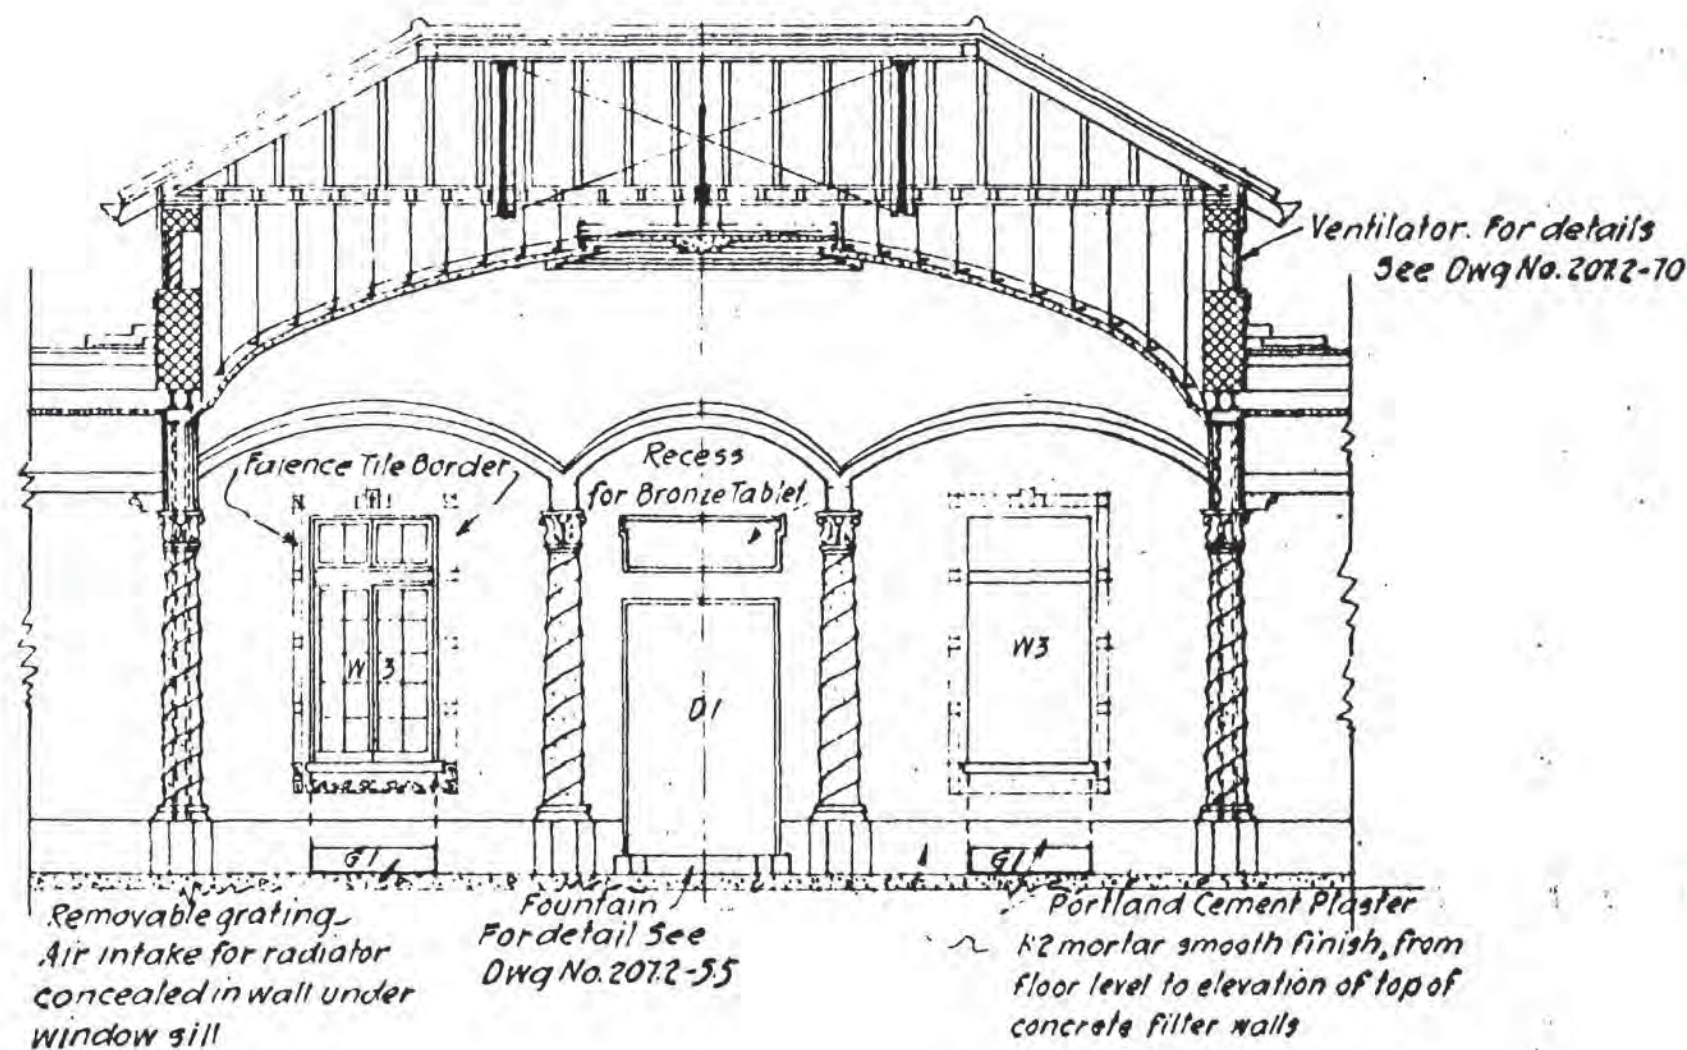 Ventilator. For details
See Dwg No. 2072-70
Faience Tile Border
Recess
for Bronze Tablet
W 3
D1
W3
G1
G1
Removable grating
Air intake for radiator
concealed in wall under
window sill
Fountain
For detail See
Dwg No. 2072-55
Portland Cement Plaster
1:2 mortar smooth finish, from
floor level to elevation of top of
concrete filter walls